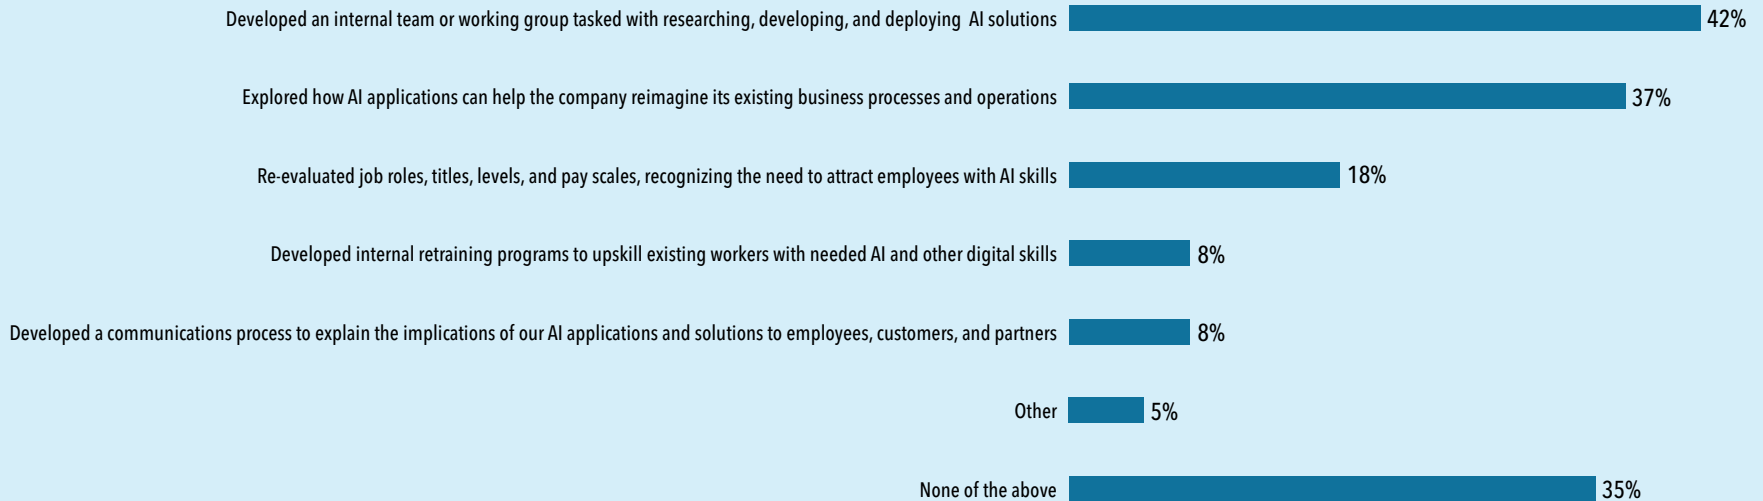 Developed an internal team or working group tasked with researching, developing, and deploying AI solutions 42%
Explored how AI applications can help the company reimagine its existing business processes and operations 37%
Re-evaluated job roles, titles, levels, and pay scales, recognizing the need to attract employees with AI skills 18%
Developed internal retraining programs to upskill existing workers with needed AI and other digital skills 8%
Developed a communications process to explain the implications of our AI applications and solutions to employees, customers, and partners 8%
Other 5%
None of the above 35%